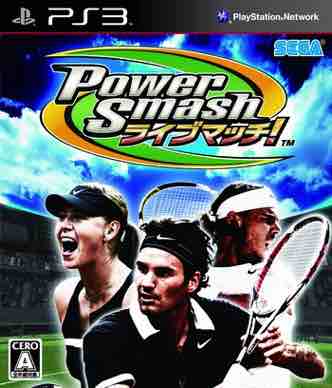 PS3
PlayStation®Network
SEGA
Power
Smash
ライブマッチ!
TM
CERO
A